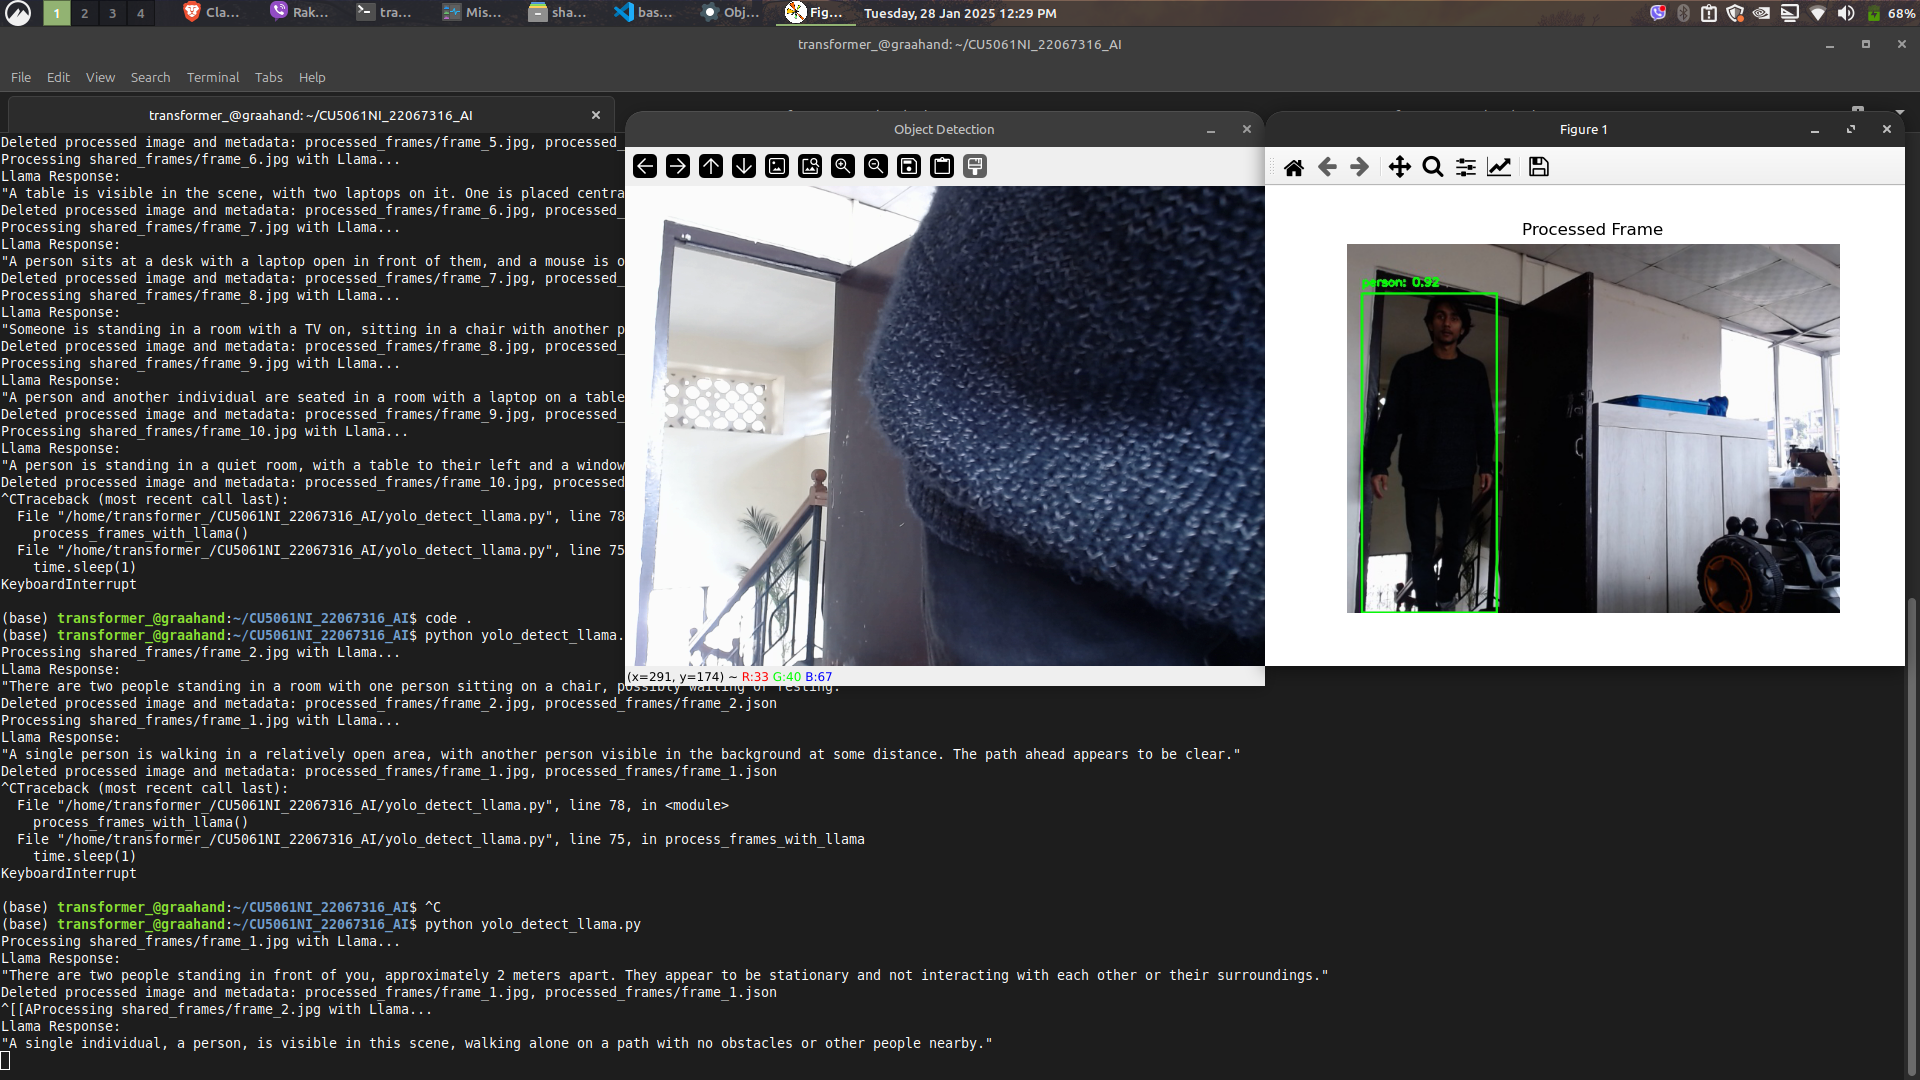 1 2 3 4 Cla... Rak... tra... Mis... sha... bas... Obj... Fig... Tuesday, 28 Jan 2025 12:29 PM 68%
transformer_@graahand: ~/CU5061NI_22067316_AI
File Edit View Search Terminal Tabs Help
transformer_@graahand: ~/CU5061NI_22067316_AI
Deleted processed image and metadata: processed_frames/frame_5.jpg, processed_
Processing shared_frames/frame_6.jpg with Llama...
Llama Response:
"A table is visible in the scene, with two laptops on it. One is placed centra
Deleted processed image and metadata: processed_frames/frame_6.jpg, processed_
Processing shared_frames/frame_7.jpg with Llama...
Llama Response:
"A person sits at a desk with a laptop open in front of them, and a mouse is o
Deleted processed image and metadata: processed_frames/frame_7.jpg, processed_
Processing shared_frames/frame_8.jpg with Llama...
Llama Response:
"Someone is standing in a room with a TV on, sitting in a chair with another p
Deleted processed image and metadata: processed_frames/frame_8.jpg, processed_
Processing shared_frames/frame_9.jpg with Llama...
Llama Response:
"A person and another individual are seated in a room with a laptop on a table
Deleted processed image and metadata: processed_frames/frame_9.jpg, processed_
Processing shared_frames/frame_10.jpg with Llama...
Llama Response:
"A person is standing in a quiet room, with a table to their left and a window
Deleted processed image and metadata: processed_frames/frame_10.jpg, processed
^CTraceback (most recent call last):
File "/home/transformer_/CU5061NI_22067316_AI/yolo_detect_llama.py", line 78
process_frames_with_llama()
File "/home/transformer_/CU5061NI_22067316_AI/yolo_detect_llama.py", line 75
time.sleep(1)
KeyboardInterrupt
(base) transformer_@graahand:~/CU5061NI_22067316_AI$ code .
(base) transformer_@graahand:~/CU5061NI_22067316_AI$ python yolo_detect_llama.
Processing shared_frames/frame_2.jpg with Llama...
Llama Response:
"There are two people standing in a room with one person sitting on a chair, possibly waiting or resting."
Deleted processed image and metadata: processed_frames/frame_2.jpg, processed_frames/frame_2.json
Processing shared_frames/frame_1.jpg with Llama...
Llama Response:
"A single person is walking in a relatively open area, with another person visible in the background at some distance. The path ahead appears to be clear."
Deleted processed image and metadata: processed_frames/frame_1.jpg, processed_frames/frame_1.json
^CTraceback (most recent call last):
File "/home/transformer_/CU5061NI_22067316_AI/yolo_detect_llama.py", line 78, in <module>
process_frames_with_llama()
File "/home/transformer_/CU5061NI_22067316_AI/yolo_detect_llama.py", line 75, in process_frames_with_llama
time.sleep(1)
KeyboardInterrupt
(base) transformer_@graahand:~/CU5061NI_22067316_AI$ ^C
(base) transformer_@graahand:~/CU5061NI_22067316_AI$ python yolo_detect_llama.py
Processing shared_frames/frame_1.jpg with Llama...
Llama Response:
"There are two people standing in front of you, approximately 2 meters apart. They appear to be stationary and not interacting with each other or their surroundings."
Deleted processed image and metadata: processed_frames/frame_1.jpg, processed_frames/frame_1.json
^[[AProcessing shared_frames/frame_2.jpg with Llama...
Llama Response:
"A single individual, a person, is visible in this scene, walking alone on a path with no obstacles or other people nearby."
Object Detection
(x=291, y=174) ~ R:33 G:40 B:67
Figure 1
Processed Frame
person: 0.92